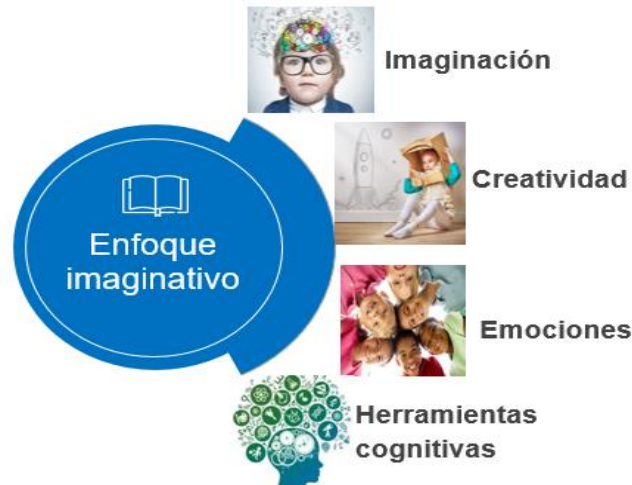 Imaginación
Creatividad
Enfoque
imaginativo
Emociones
Herramientas
cognitivas